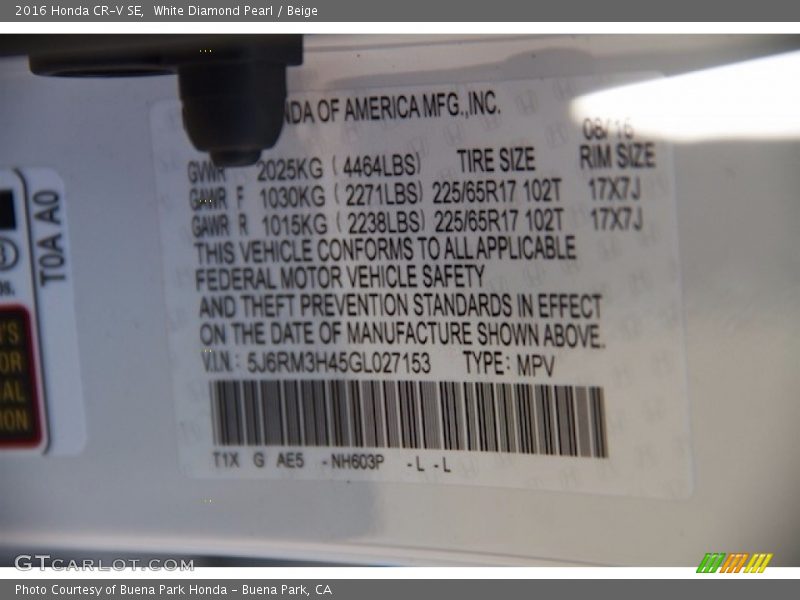 2016 Honda CR-V SE, White Diamond Pearl / Beige
NDA OF AMERICA MFG.,INC.
08/16
GVWR 2025KG (4464LBS) TIRE SIZE RIM SIZE
GAWR F 1030KG (2271LBS) 225/65R17 102T 17X7J
GAWR R 1015KG (2238LBS) 225/65R17 102T 17X7J
THIS VEHICLE CONFORMS TO ALL APPLICABLE
FEDERAL MOTOR VEHICLE SAFETY
AND THEFT PREVENTION STANDARDS IN EFFECT
ON THE DATE OF MANUFACTURE SHOWN ABOVE.
V.I.N.: 5J6RM3H45GL027153 TYPE: MPV
T1X G AE5 -NH603P -L -L
T0A A0
GTcarlot.com
Photo Courtesy of Buena Park Honda - Buena Park, CA